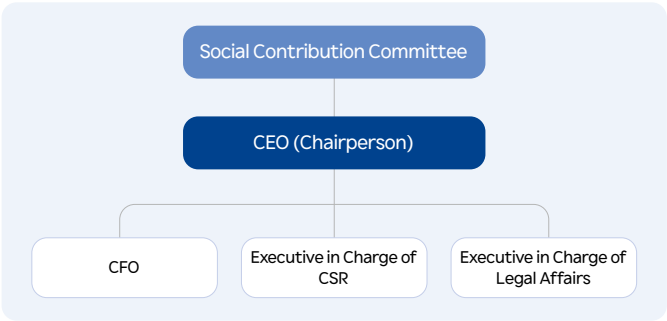 Social Contribution Committee
CEO (Chairperson)
CFO
Executive in Charge of
CSR
Executive in Charge of
Legal Affairs